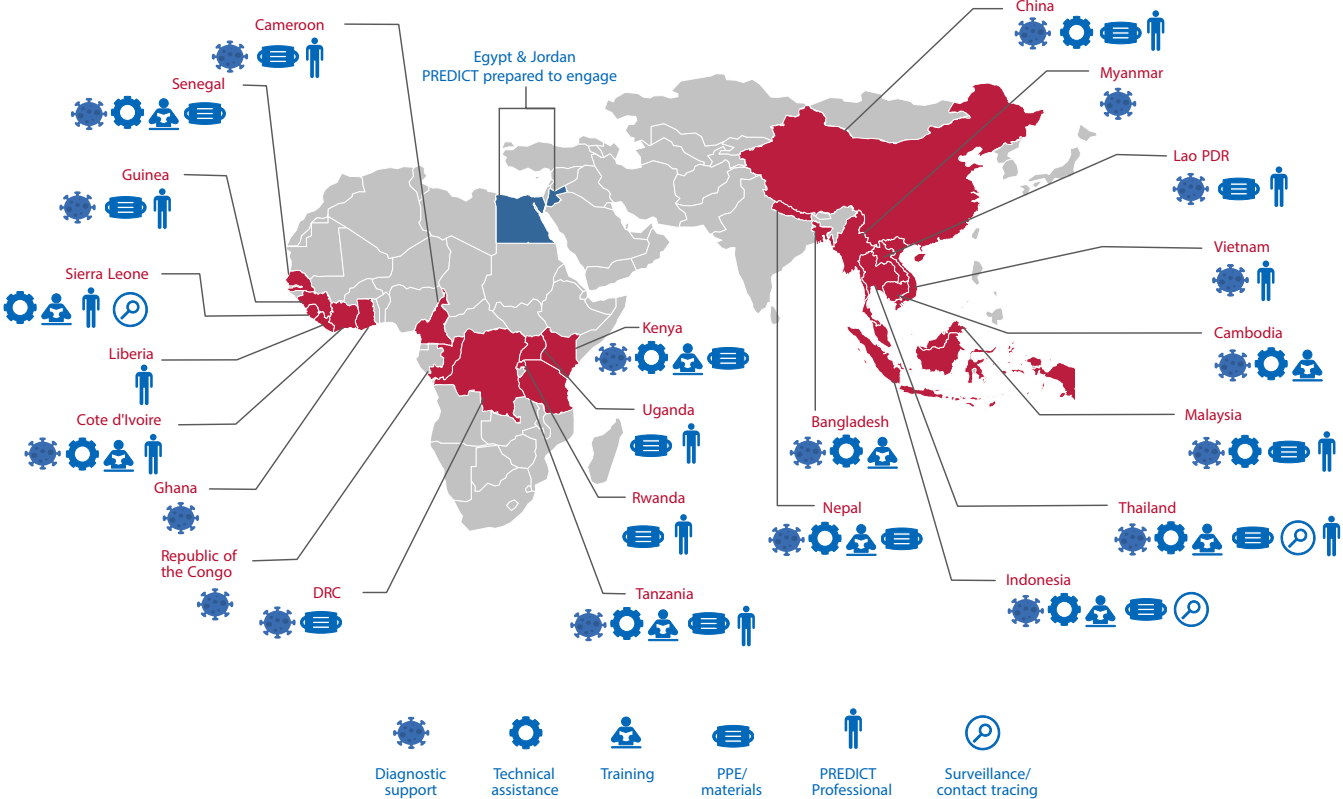 Cameroon
Senegal
Guinea
Sierra Leone
Liberia
Cote d'Ivoire
Ghana
Republic of
the Congo
DRC
Egypt & Jordan
PREDICT prepared to engage
Kenya
Uganda
Rwanda
Tanzania
Bangladesh
Nepal
China
Myanmar
Lao PDR
Vietnam
Cambodia
Malaysia
Thailand
Indonesia
Diagnostic
support
Technical
assistance
Training
PPE/
materials
PREDICT
Professional
Surveillance/
contact tracing